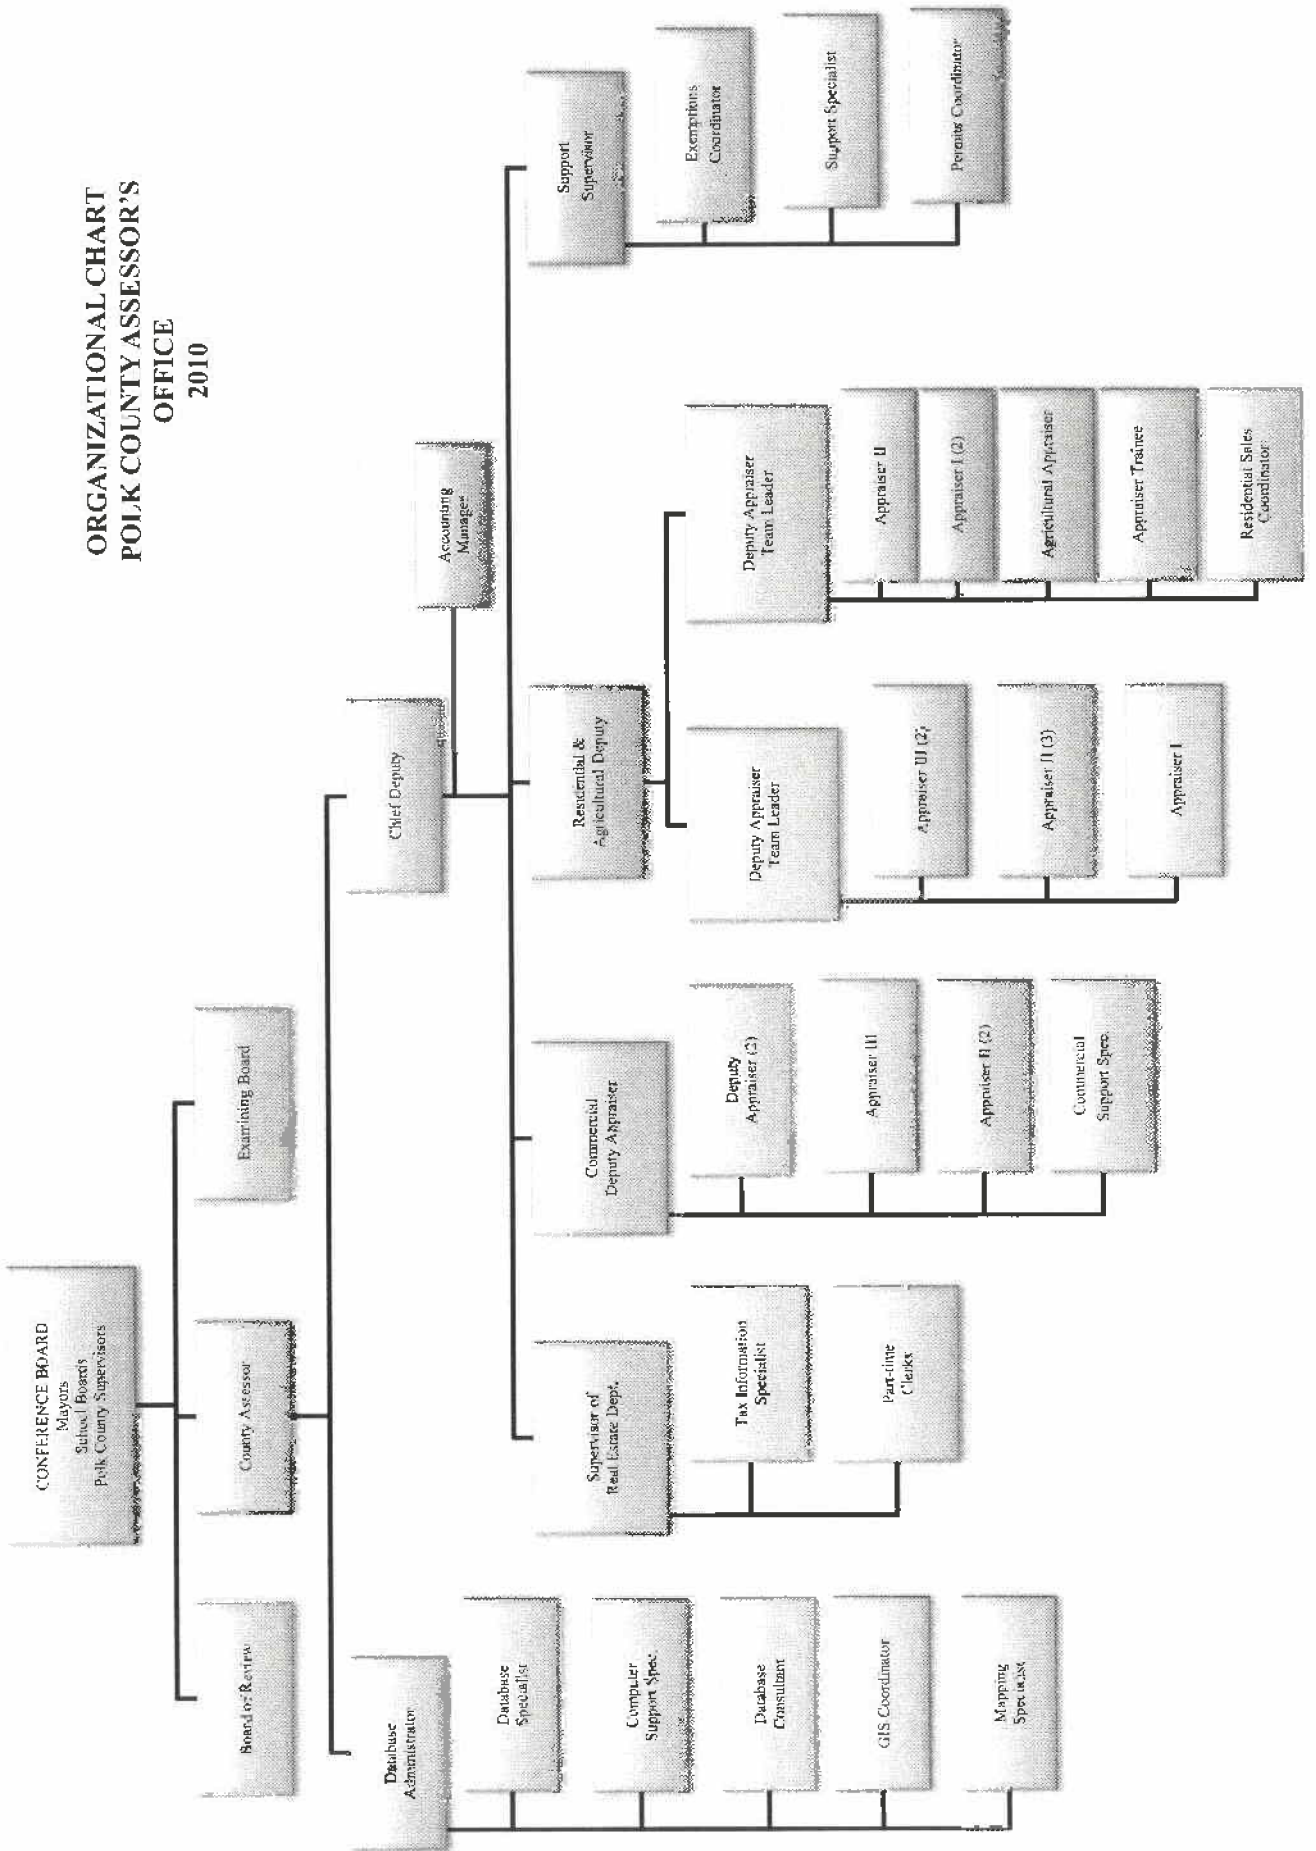 ORGANIZATIONAL CHART
POLK COUNTY ASSESSOR'S
OFFICE
2010
CONFERENCE BOARD
Mayors
School Boards
Polk County Supervisors
Board of Review
County Assessor
Examining Board
Database
Administrator
Chief Deputy
Accounting
Manager
Database
Specialist
Computer
Support Spec.
Database
Consultant
GIS Coordinator
Mapping
Specialist
Supervisor of
Real Estate Dept.
Tax Information
Specialist
Part-time
Clerks
Commercial
Deputy Appraiser
Deputy
Appraiser (2)
Appraiser III
Appraiser II (2)
Commercial
Support Spec.
Residential &
Agricultural Deputy
Deputy Appraiser
Team Leader
Appraiser III (2)
Appraiser II (3)
Appraiser I
Deputy Appraiser
Team Leader
Appraiser II
Appraiser I (2)
Agricultural Appraiser
Appraiser Trainee
Residential Sales
Coordinator
Support
Supervisor
Exemptions
Coordinator
Support Specialist
Permits Coordinator